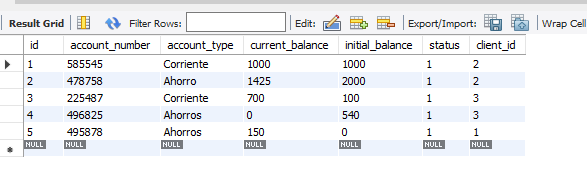 Result Grid Filter Rows: Edit: Export/Import: Wrap Cell
id account_number account_type current_balance initial_balance status client_id
1 585545 Corriente 1000 1000 1 2
2 478758 Ahorro 1425 2000 1 2
3 225487 Corriente 700 100 1 3
4 496825 Ahorros 0 540 1 3
5 495878 Ahorros 150 0 1 1
NULL NULL NULL NULL NULL NULL NULL